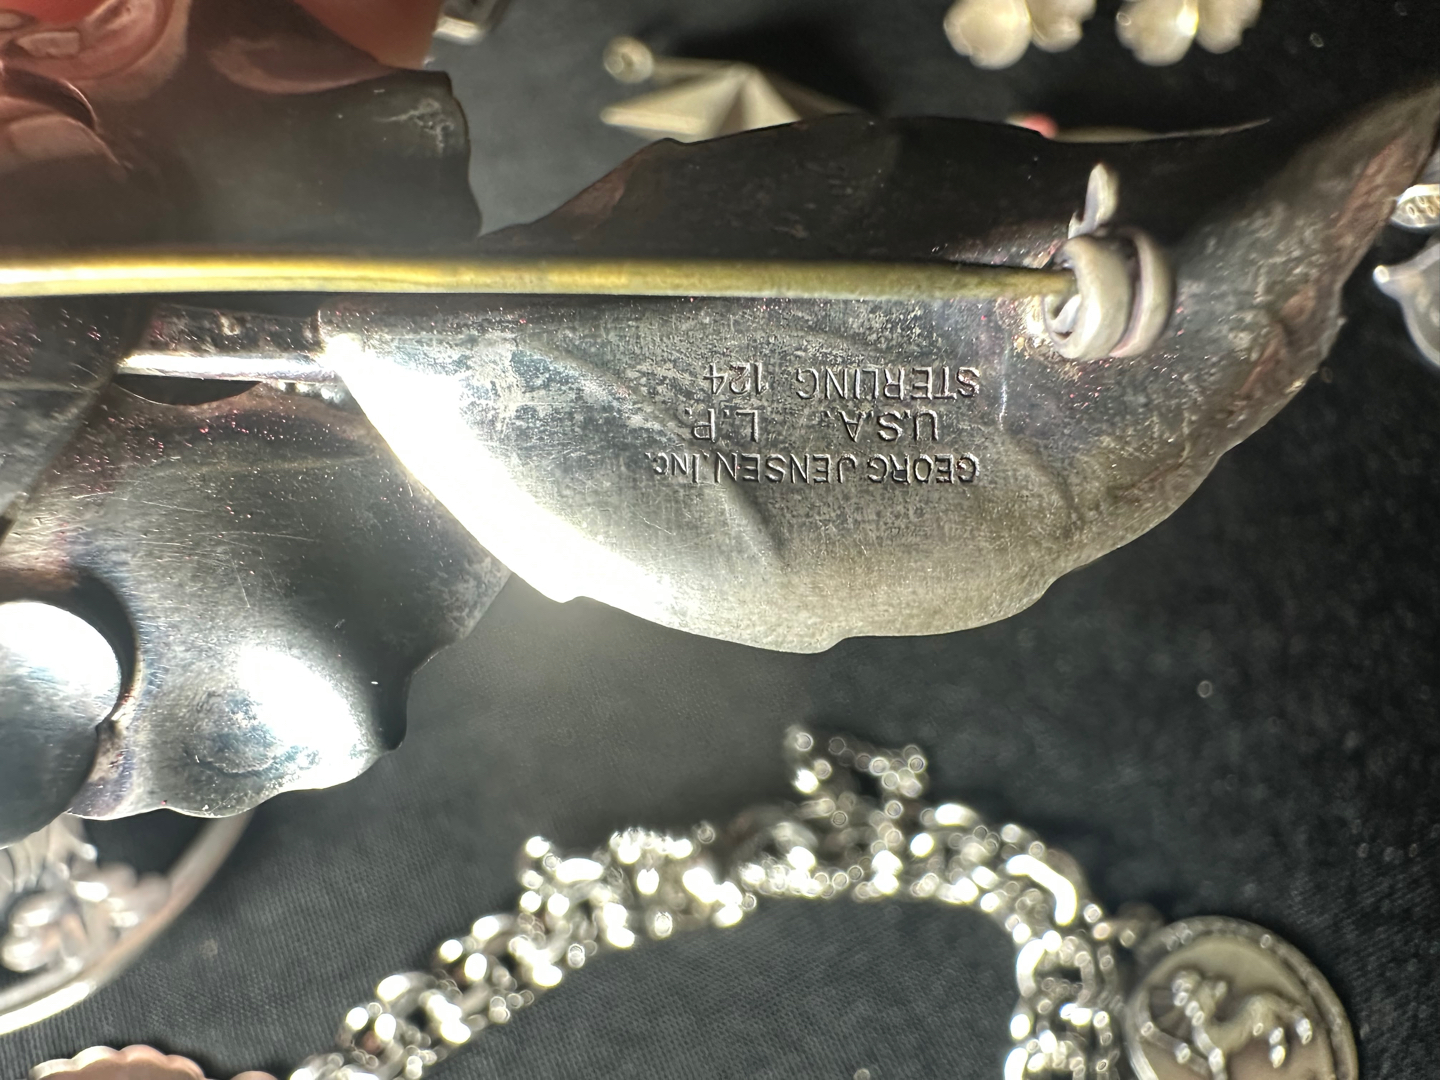 GEORG JENSEN.Inc.
U.S.A. L.P.
STERLING 124